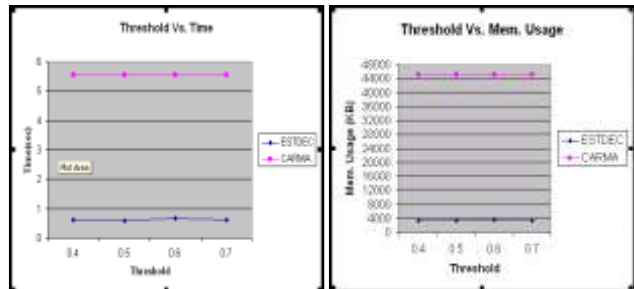 Threshold Vs. Time
6
5
4
3
2
1
0
Time(sec)
Plot Area
0.4 0.5 0.6 0.7
Threshold
ESTDEC
CARMA
Threshold Vs. Mem. Usage
48000
44000
40000
36000
32000
28000
24000
20000
16000
12000
8000
4000
0
Mem. Usage (KB)
0.4 0.5 0.6 0.7
Threshold
ESTDEC
CARMA